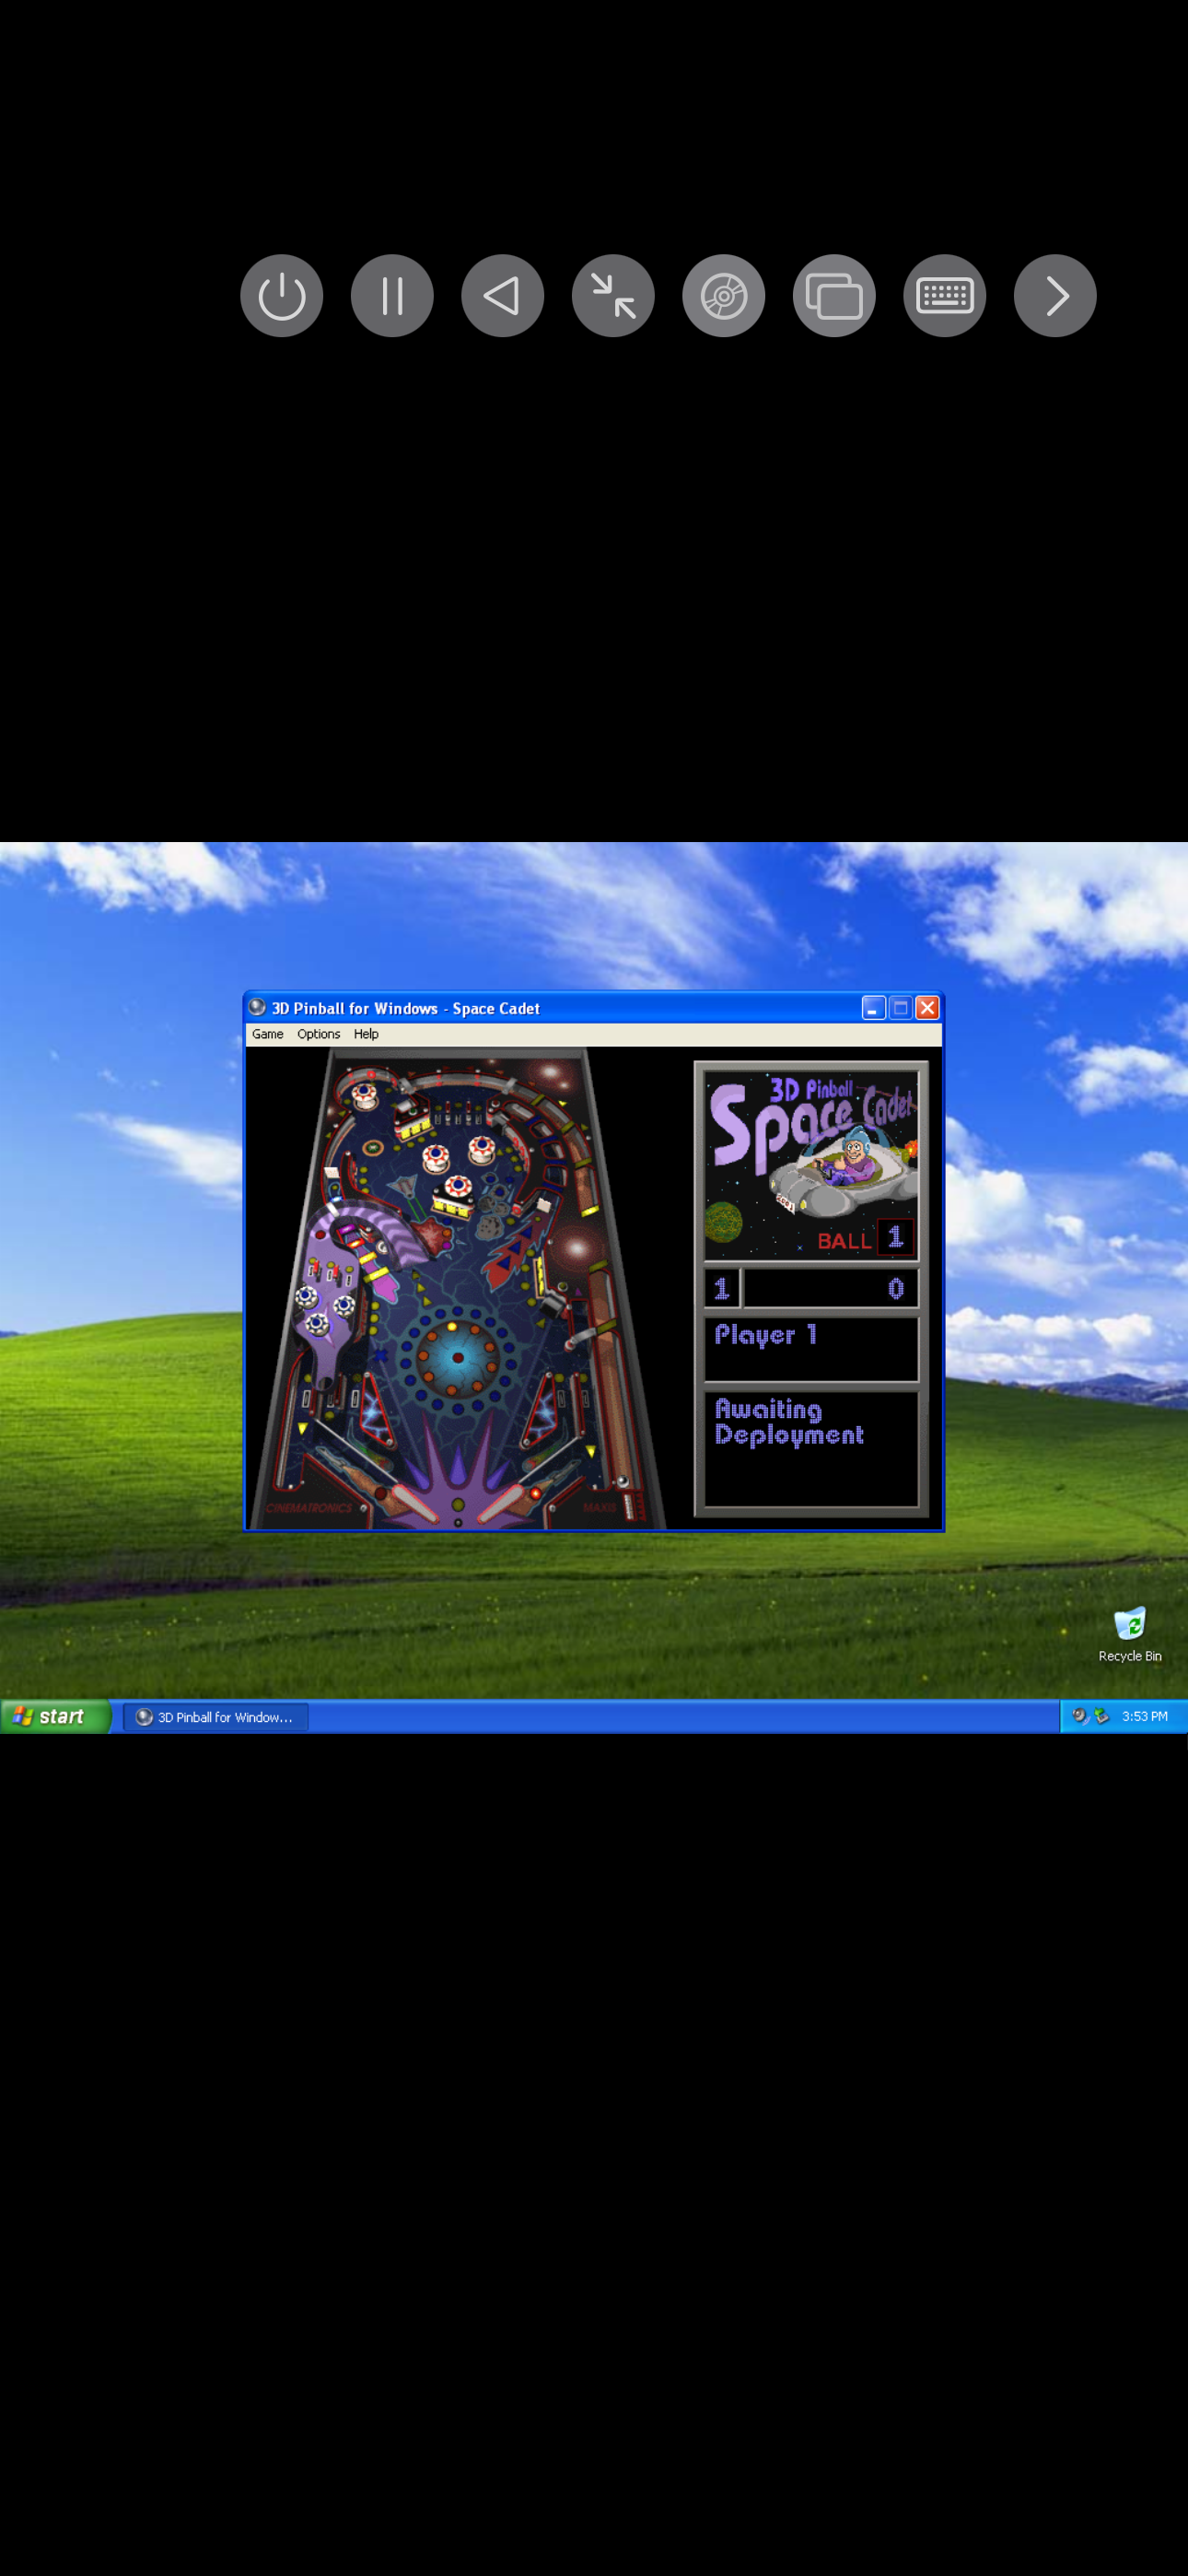 3D Pinball for Windows - Space Cadet
Game Options Help
3D Pinball
Space Cadet
BALL 1
1 0
Player 1
Awaiting
Deployment
CINEMATRONICS
MAXIS
Recycle Bin
start
3D Pinball for Window...
3:53 PM